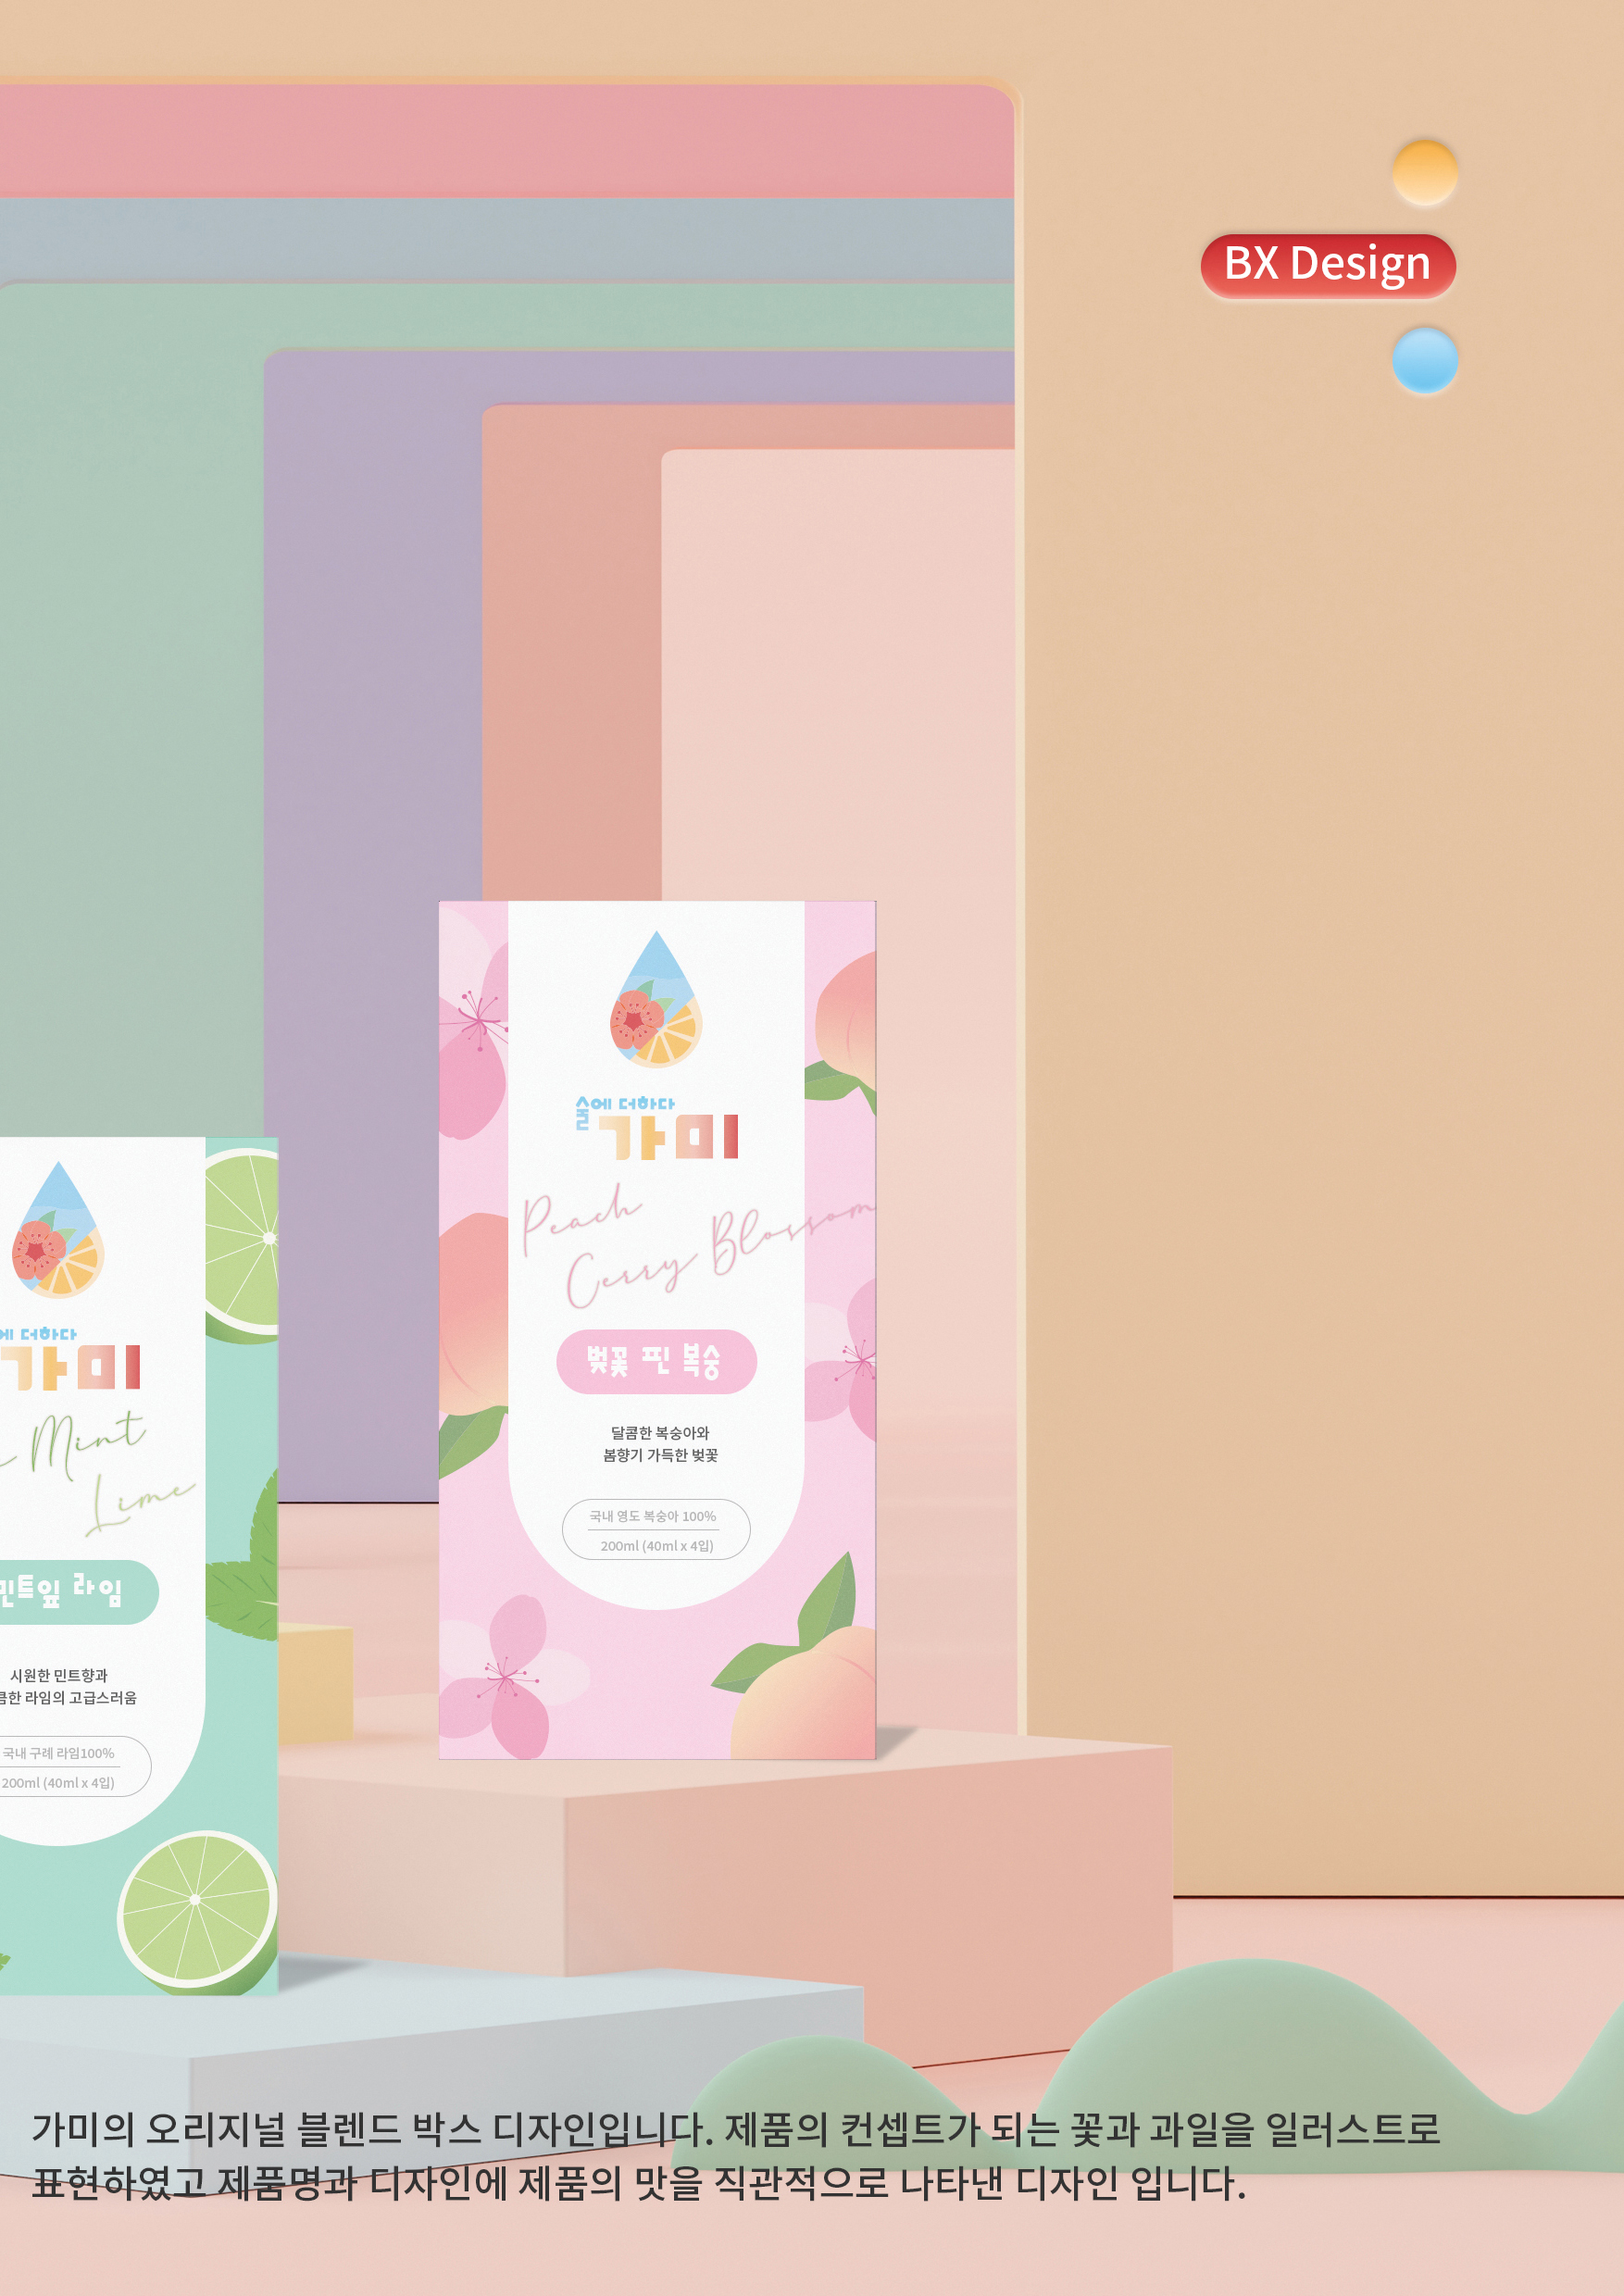 BX Design
술에 더하다
가미
Peach
Cerry Blossom
벚꽃 핀 복숭
달콤한 복숭아와
봄향기 가득한 벚꽃
국내 영도 복숭아 100%
200ml (40ml x 4입)
더하다
가미
Mint
Lime
민트잎 라임
시원한 민트향과
라임의 고급스러움
국내 구례 라임100%
200ml (40ml x 4입)
가미의 오리지널 블렌드 박스 디자인입니다. 제품의 컨셉트가 되는 꽃과 과일을 일러스트로
표현하였고 제품명과 디자인에 제품의 맛을 직관적으로 나타낸 디자인 입니다.